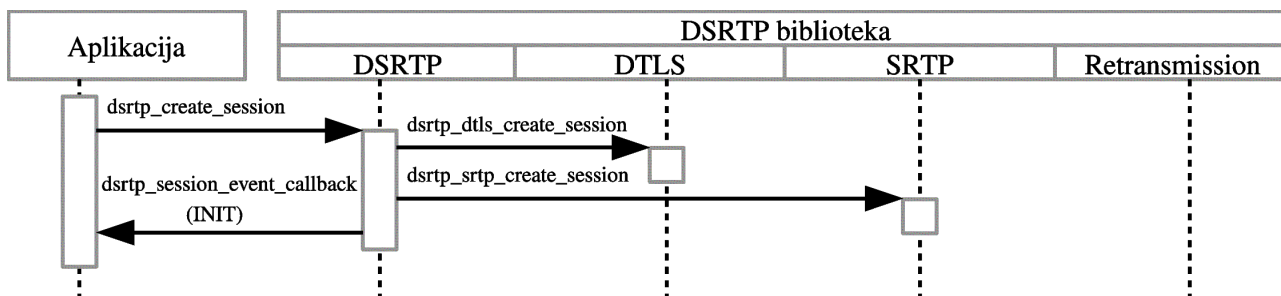 Aplikacija
DSRTP biblioteka
DSRTP
DTLS
SRTP
Retransmission
dsrtp_create_session
dsrtp_dtls_create_session
dsrtp_srtp_create_session
dsrtp_session_event_callback
(INIT)